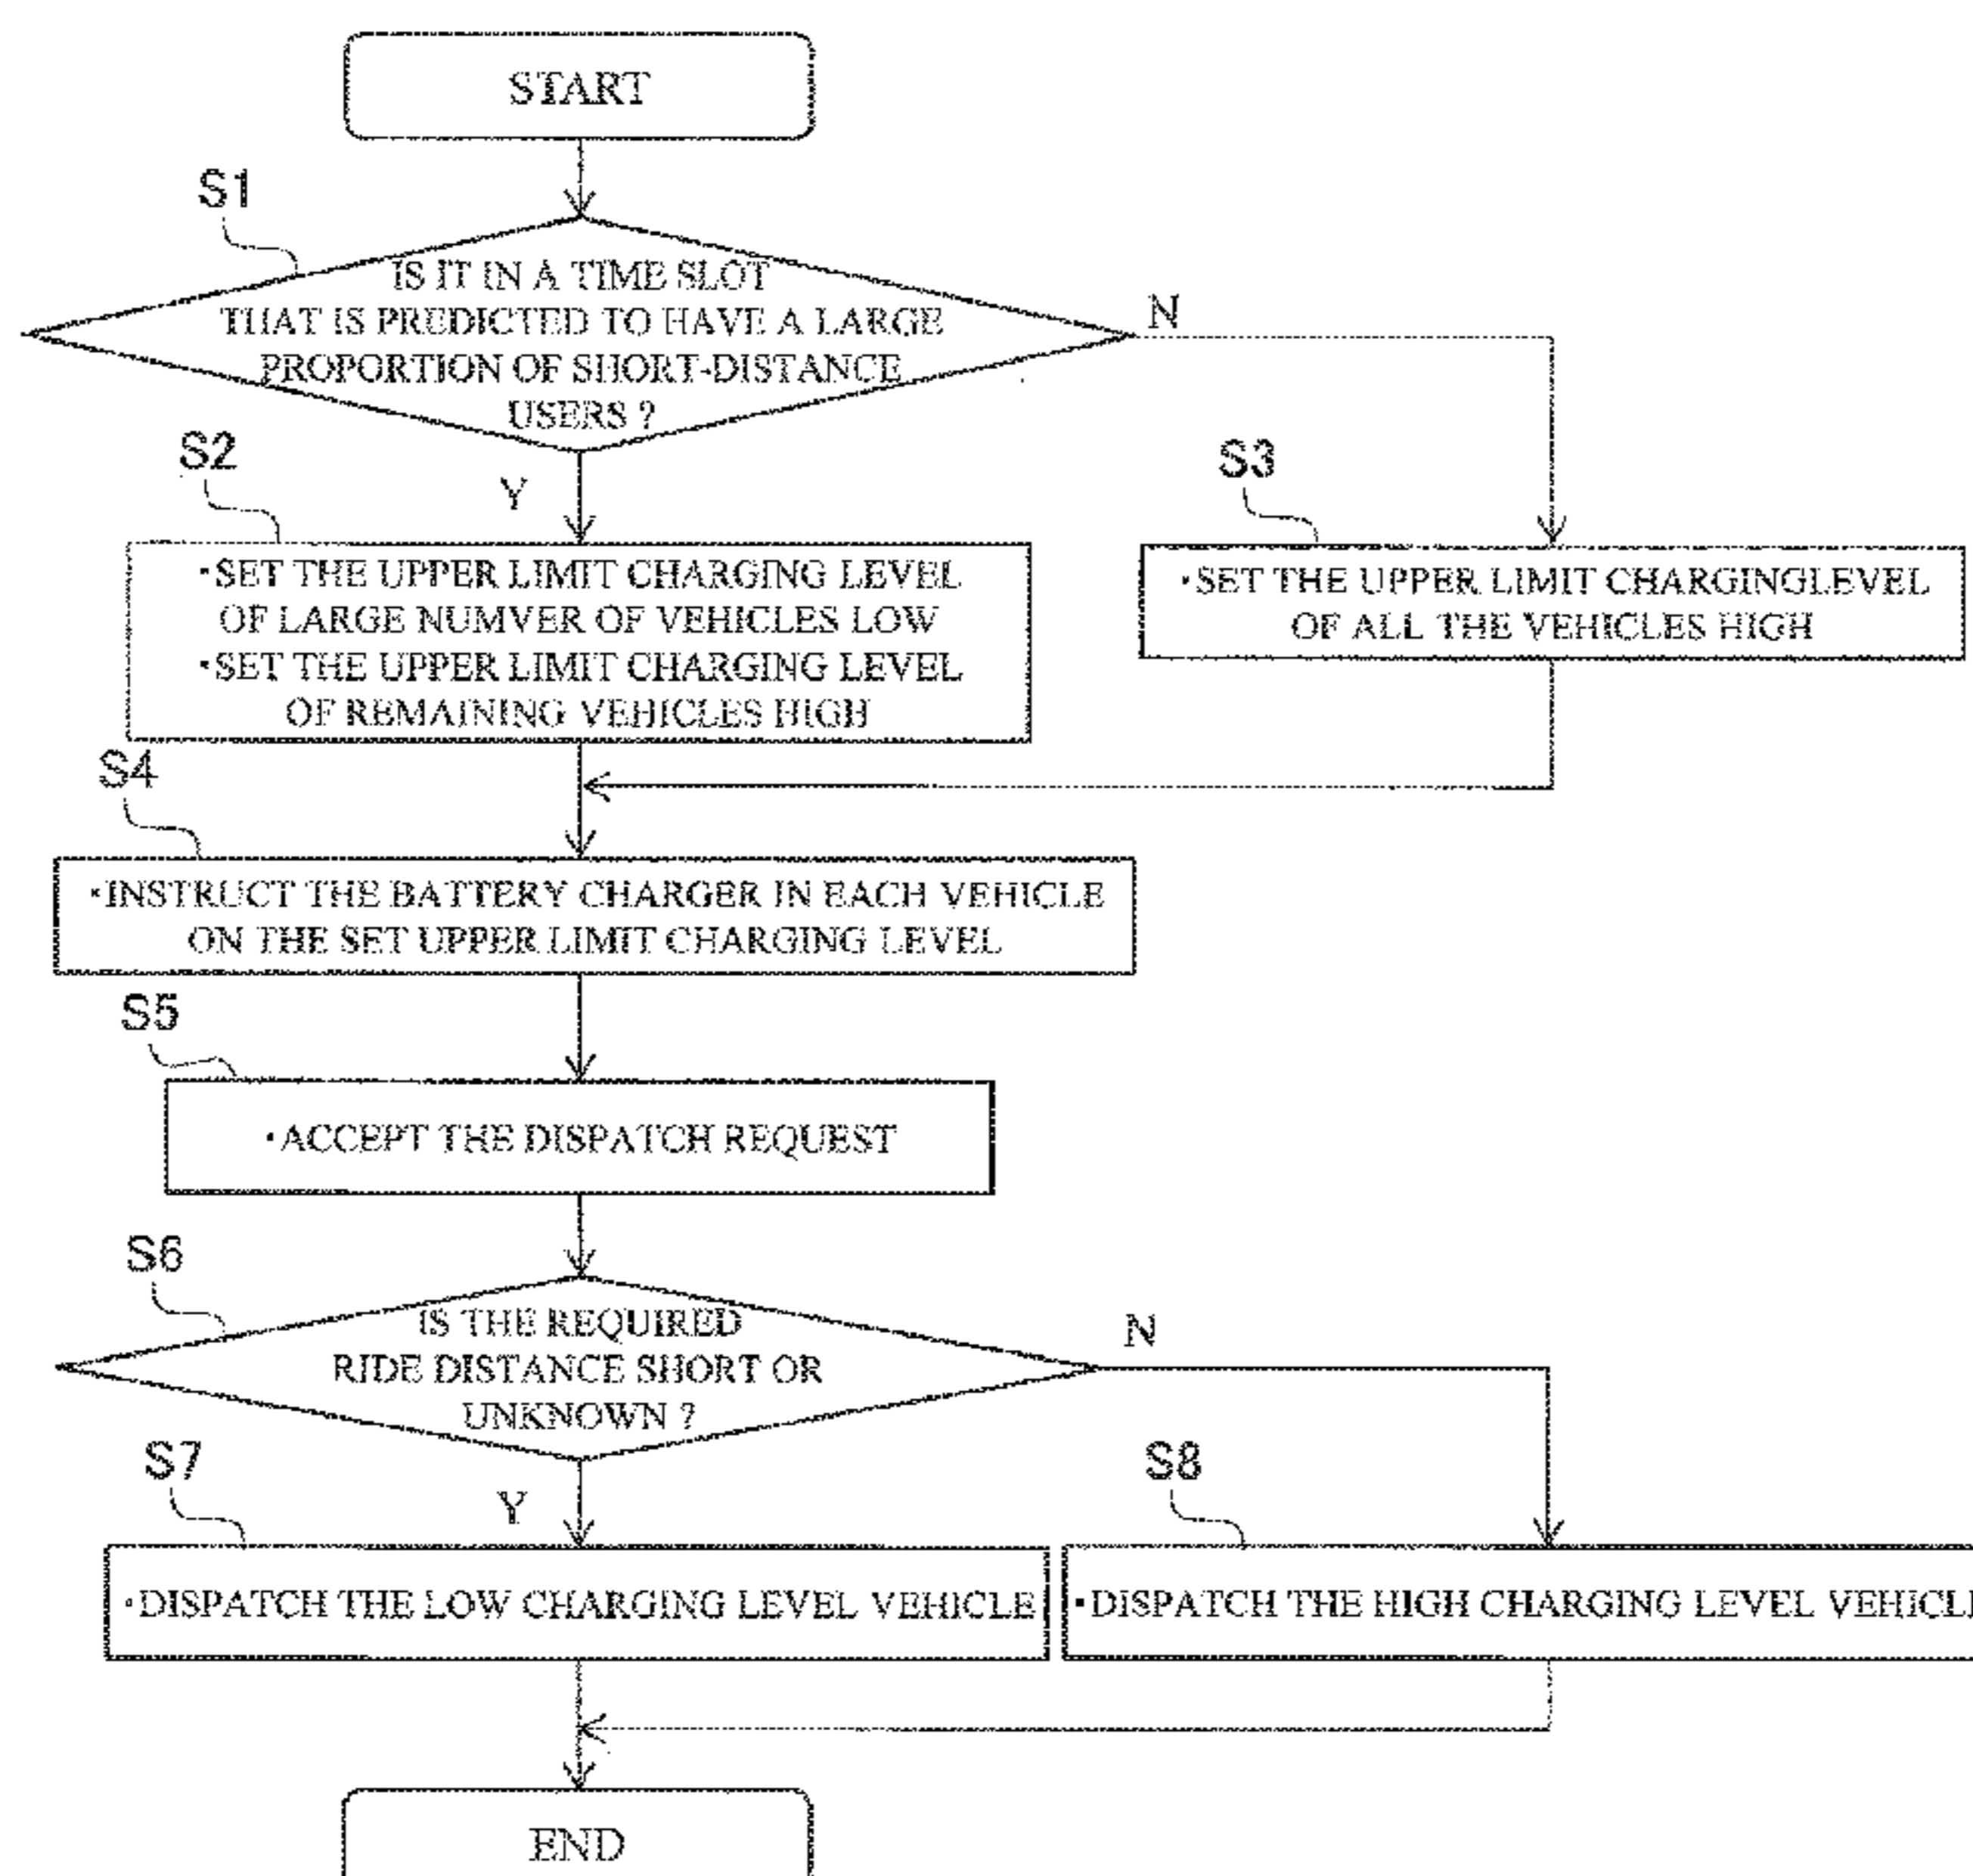 START
S1
IS IT IN A TIME SLOT
THAT IS PREDICTED TO HAVE A LARGE
PROPORTION OF SHORT-DISTANCE
USERS ?
N
S2
Y
S3
•SET THE UPPER LIMIT CHARGING LEVEL
OF LARGE NUMVER OF VEHICLES LOW
•SET THE UPPER LIMIT CHARGING LEVEL
OF REMAINING VEHICLES HIGH
•SET THE UPPER LIMIT CHARGINGLEVEL
OF ALL THE VEHICLES HIGH
S4
•INSTRUCT THE BATTERY CHARGER IN EACH VEHICLE
ON THE SET UPPER LIMIT CHARGING LEVEL
S5
•ACCEPT THE DISPATCH REQUEST
S6
IS THE REQUIRED
RIDE DISTANCE SHORT OR
UNKNOWN ?
N
S7
Y
S8
•DISPATCH THE LOW CHARGING LEVEL VEHICLE
•DISPATCH THE HIGH CHARGING LEVEL VEHICLE
END